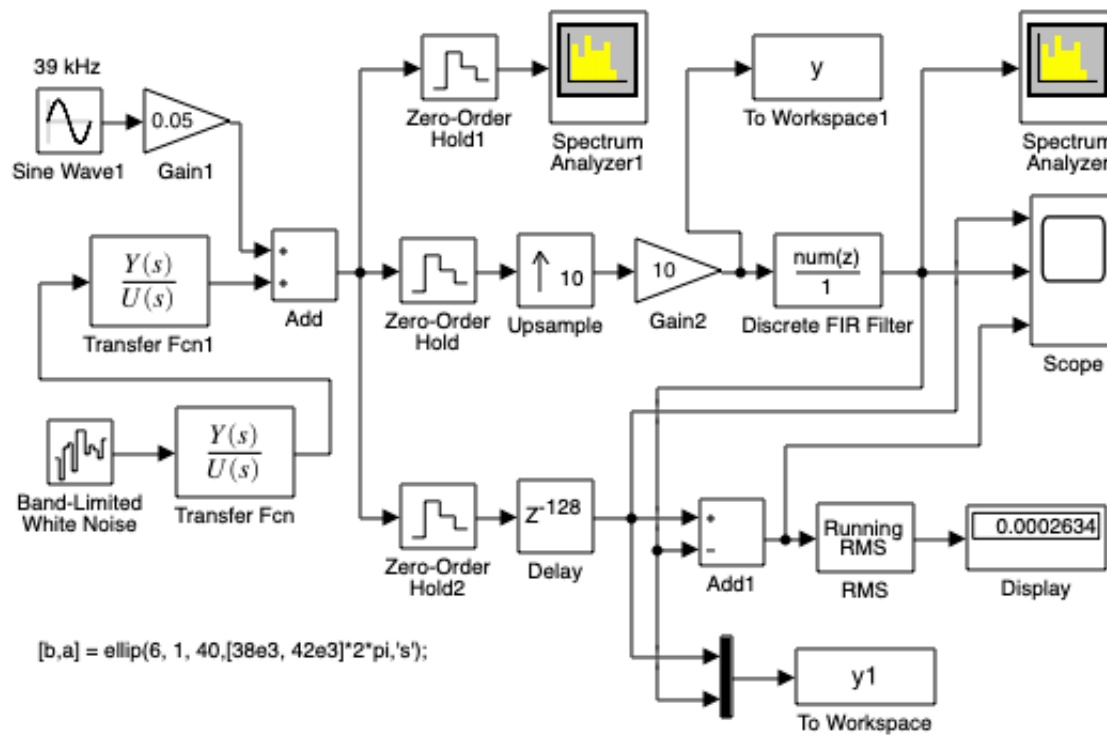 39 kHz
Sine Wave1
0.05
Gain1
Zero-Order
Hold1
Spectrum
Analyzer1
y
To Workspace1
Spectrum
Analyzer
Y(s)
U(s)
Transfer Fcn1
+
+
Add
Zero-Order
Hold
10
Upsample
10
Gain2
num(z)
1
Discrete FIR Filter
Scope
Band-Limited
White Noise
Y(s)
U(s)
Transfer Fcn
Zero-Order
Hold2
z-128
Delay
+
−
Add1
Running
RMS
RMS
0.0002634
Display
[b,a] = ellip(6, 1, 40,[38e3, 42e3]*2*pi,'s');
y1
To Workspace